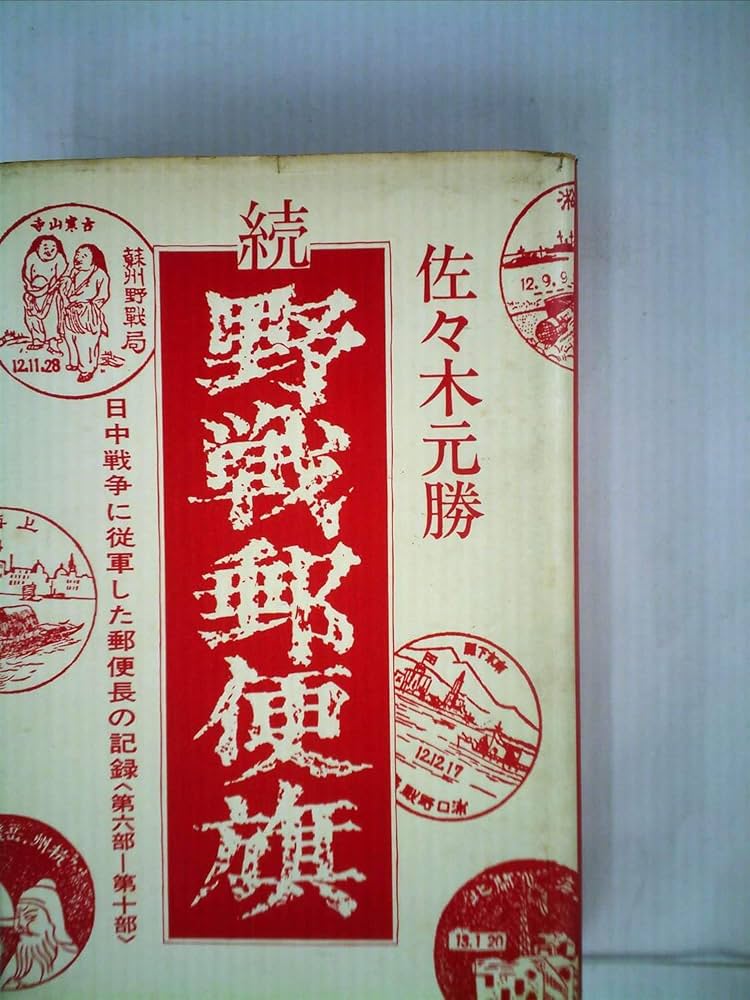 続
野戦郵便旗
佐々木元勝
日中戦争に従軍した郵便長の記録〈第六部―第十部〉
寺山寒古
蘇州野戰局
12.11.28
12.9.9
12.12.17
13.1.20